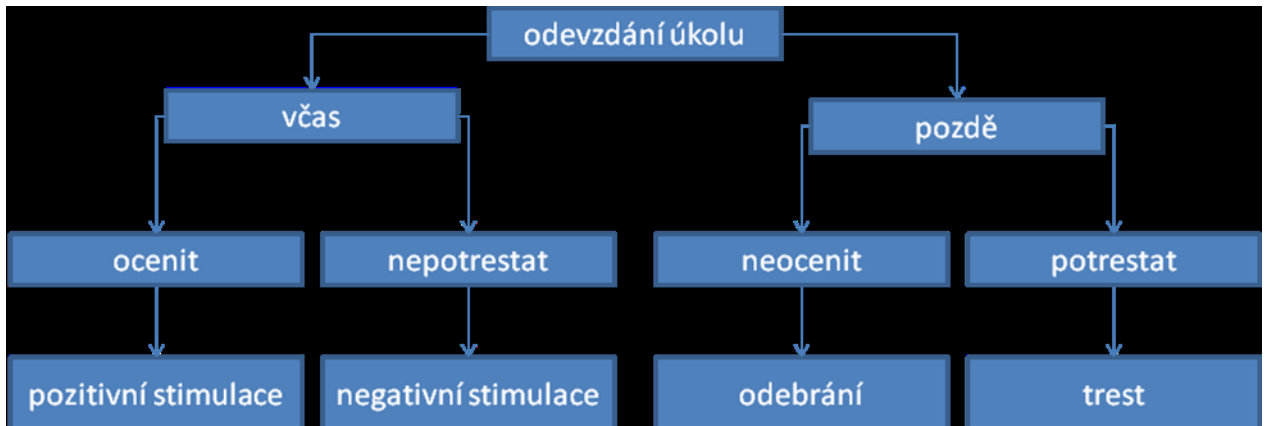 odevzdání úkolu
včas
pozdě
ocenit
nepotrestat
neocenit
potrestat
pozitivní stimulace
negativní stimulace
odebrání
trest